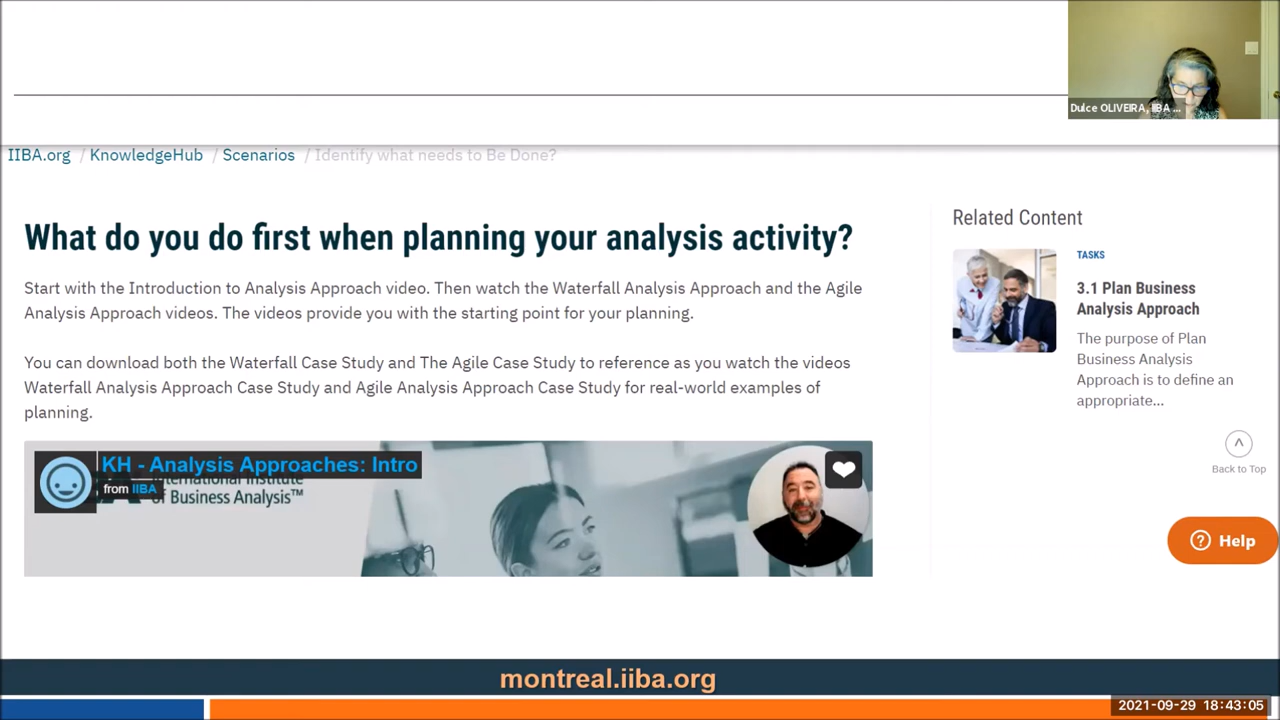 Dulce OLIVEIRA, IIBA ...
IIBA.org / KnowledgeHub / Scenarios / Identify what needs to Be Done?
What do you do first when planning your analysis activity?
Start with the Introduction to Analysis Approach video. Then watch the Waterfall Analysis Approach and the Agile
Analysis Approach videos. The videos provide you with the starting point for your planning.
You can download both the Waterfall Case Study and The Agile Case Study to reference as you watch the videos
Waterfall Analysis Approach Case Study and Agile Analysis Approach Case Study for real-world examples of
planning.
KH - Analysis Approaches: Intro
from IIBA
International Institute
of Business Analysis™
Related Content
TASKS
3.1 Plan Business
Analysis Approach
The purpose of Plan
Business Analysis
Approach is to define an
appropriate...
Back to Top
Help
montreal.iiba.org
2021-09-29 18:43:05